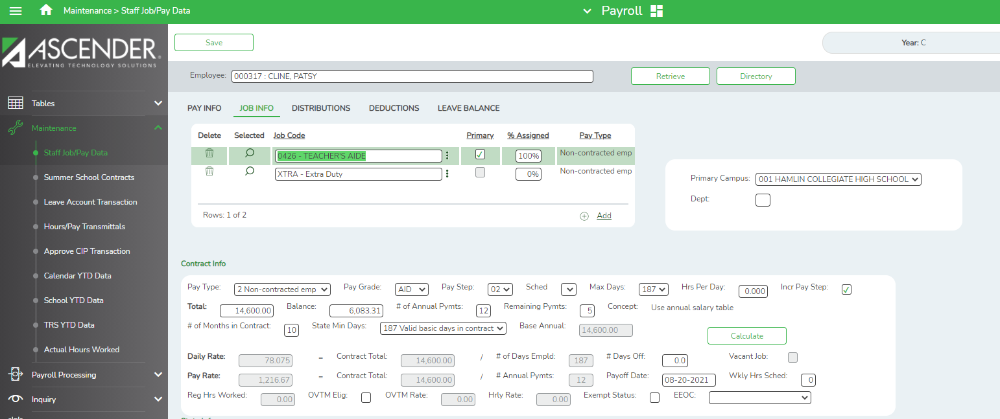 Maintenance > Staff Job/Pay Data
Payroll
ASCENDER
ELEVATING TECHNOLOGY SOLUTIONS
Save
Year: C
Employee: 000317 : CLINE, PATSY
Retrieve
Directory
Tables
Maintenance
Staff Job/Pay Data
Summer School Contracts
Leave Account Transaction
Hours/Pay Transmittals
Approve CIP Transaction
Calendar YTD Data
School YTD Data
TRS YTD Data
Actual Hours Worked
Payroll Processing
Inquiry
PAY INFO JOB INFO DISTRIBUTIONS DEDUCTIONS LEAVE BALANCE
Delete Selected Job Code Primary % Assigned Pay Type
0426 - TEACHER'S AIDE 100% Non-contracted emp
XTRA - Extra Duty 0% Non-contracted emp
Rows: 1 of 2 Add
Primary Campus: 001 HAMLIN COLLEGIATE HIGH SCHOOL
Dept:
Contract Info
Pay Type: 2 Non-contracted emp Pay Grade: AID Pay Step: 02 Sched Max Days: 187 Hrs Per Day: 0.000 Incr Pay Step:
Total: 14,600.00 Balance: 6,083.31 # of Annual Pymts: 12 Remaining Pymts: 5 Concept: Use annual salary table
# of Months in Contract: 10 State Min Days: 187 Valid basic days in contract Base Annual: 14,600.00
Calculate
Daily Rate: 78.075 = Contract Total: 14,600.00 / # of Days Empld: 187 # Days Off: 0.0 Vacant Job:
Pay Rate: 1,216.67 = Contract Total: 14,600.00 / # Annual Pymts: 12 Payoff Date: 08-20-2021 Wkly Hrs Sched: 0
Reg Hrs Worked: 0.00 OVTM Elig: OVTM Rate: 0.00 Hrly Rate: 0.00 Exempt Status: EEOC: